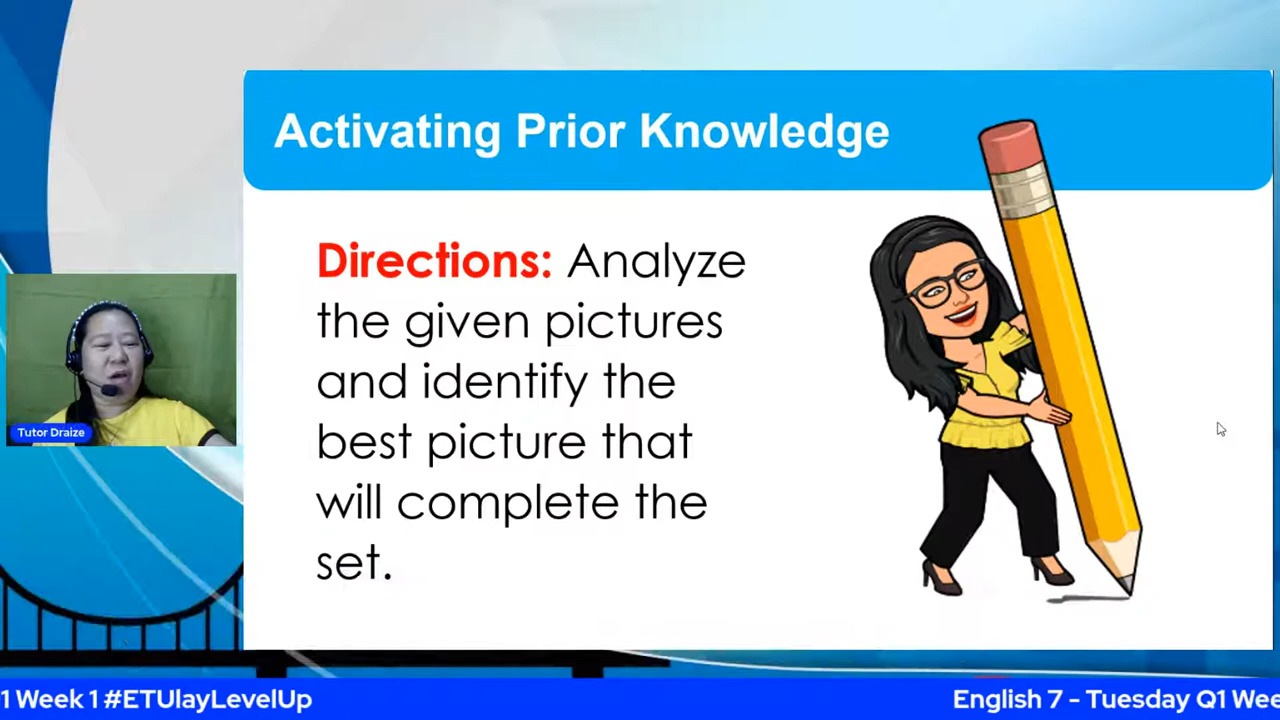 Activating Prior Knowledge
Directions: Analyze
the given pictures
and identify the
best picture that
will complete the
set.
Tutor Draize
1 Week 1 #ETUlayLevelUp
English 7 - Tuesday Q1 Wee